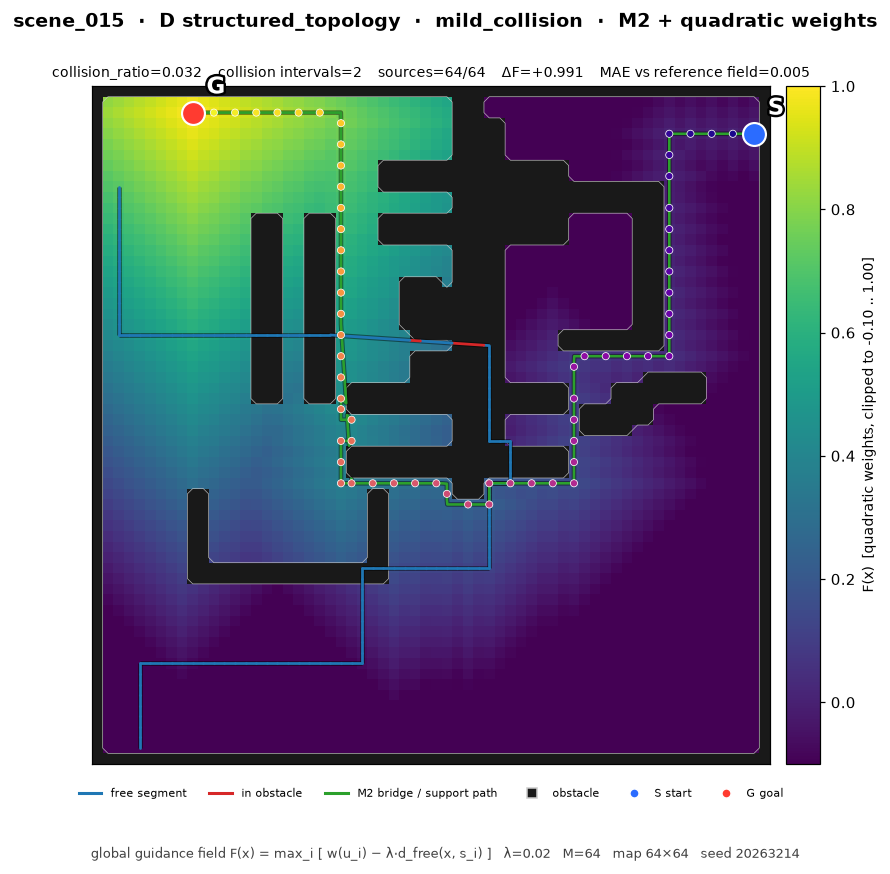 scene_015 · D structured_topology · mild_collision · M2 + quadratic weights
collision_ratio=0.032 collision intervals=2 sources=64/64 ΔF=+0.991 MAE vs reference field=0.005
G
S
1.0
0.8
0.6
0.4
0.2
0.0
F(x) [quadratic weights, clipped to -0.10 .. 1.00]
free segment in obstacle M2 bridge / support path obstacle S start G goal
global guidance field F(x) = max_i [ w(u_i) − λ·d_free(x, s_i) ] λ=0.02 M=64 map 64×64 seed 20263214